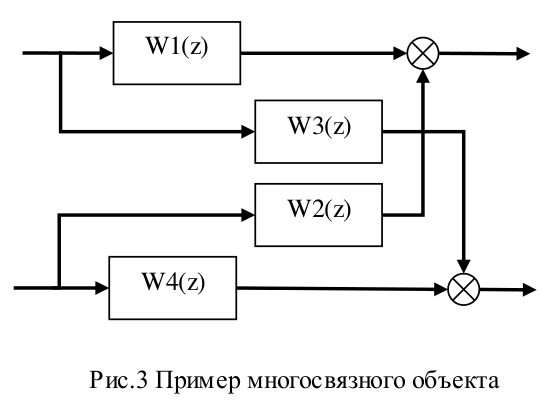 W1(z)
W3(z)
W2(z)
W4(z)
Рис.3 Пример многосвязного объекта